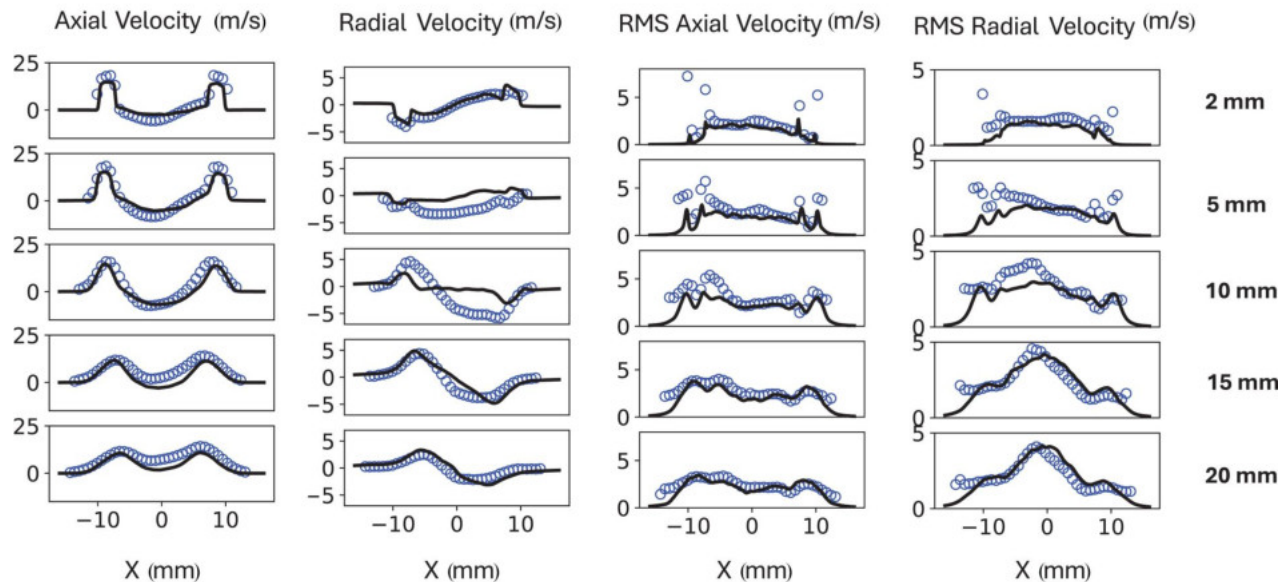 Axial Velocity (m/s) Radial Velocity (m/s) RMS Axial Velocity (m/s) RMS Radial Velocity (m/s)
25 5 5 5
0 0 −5 0 0 2 mm
25 5 5 5
0 0 −5 0 0 5 mm
25 5 5 5
0 0 −5 0 0 10 mm
25 5 5 5
0 0 −5 0 0 15 mm
25 5 5 5
0 0 −5 0 0 20 mm
−10 0 10 −10 0 10 −10 0 10 −10 0 10
X (mm) X (mm) X (mm) X (mm)